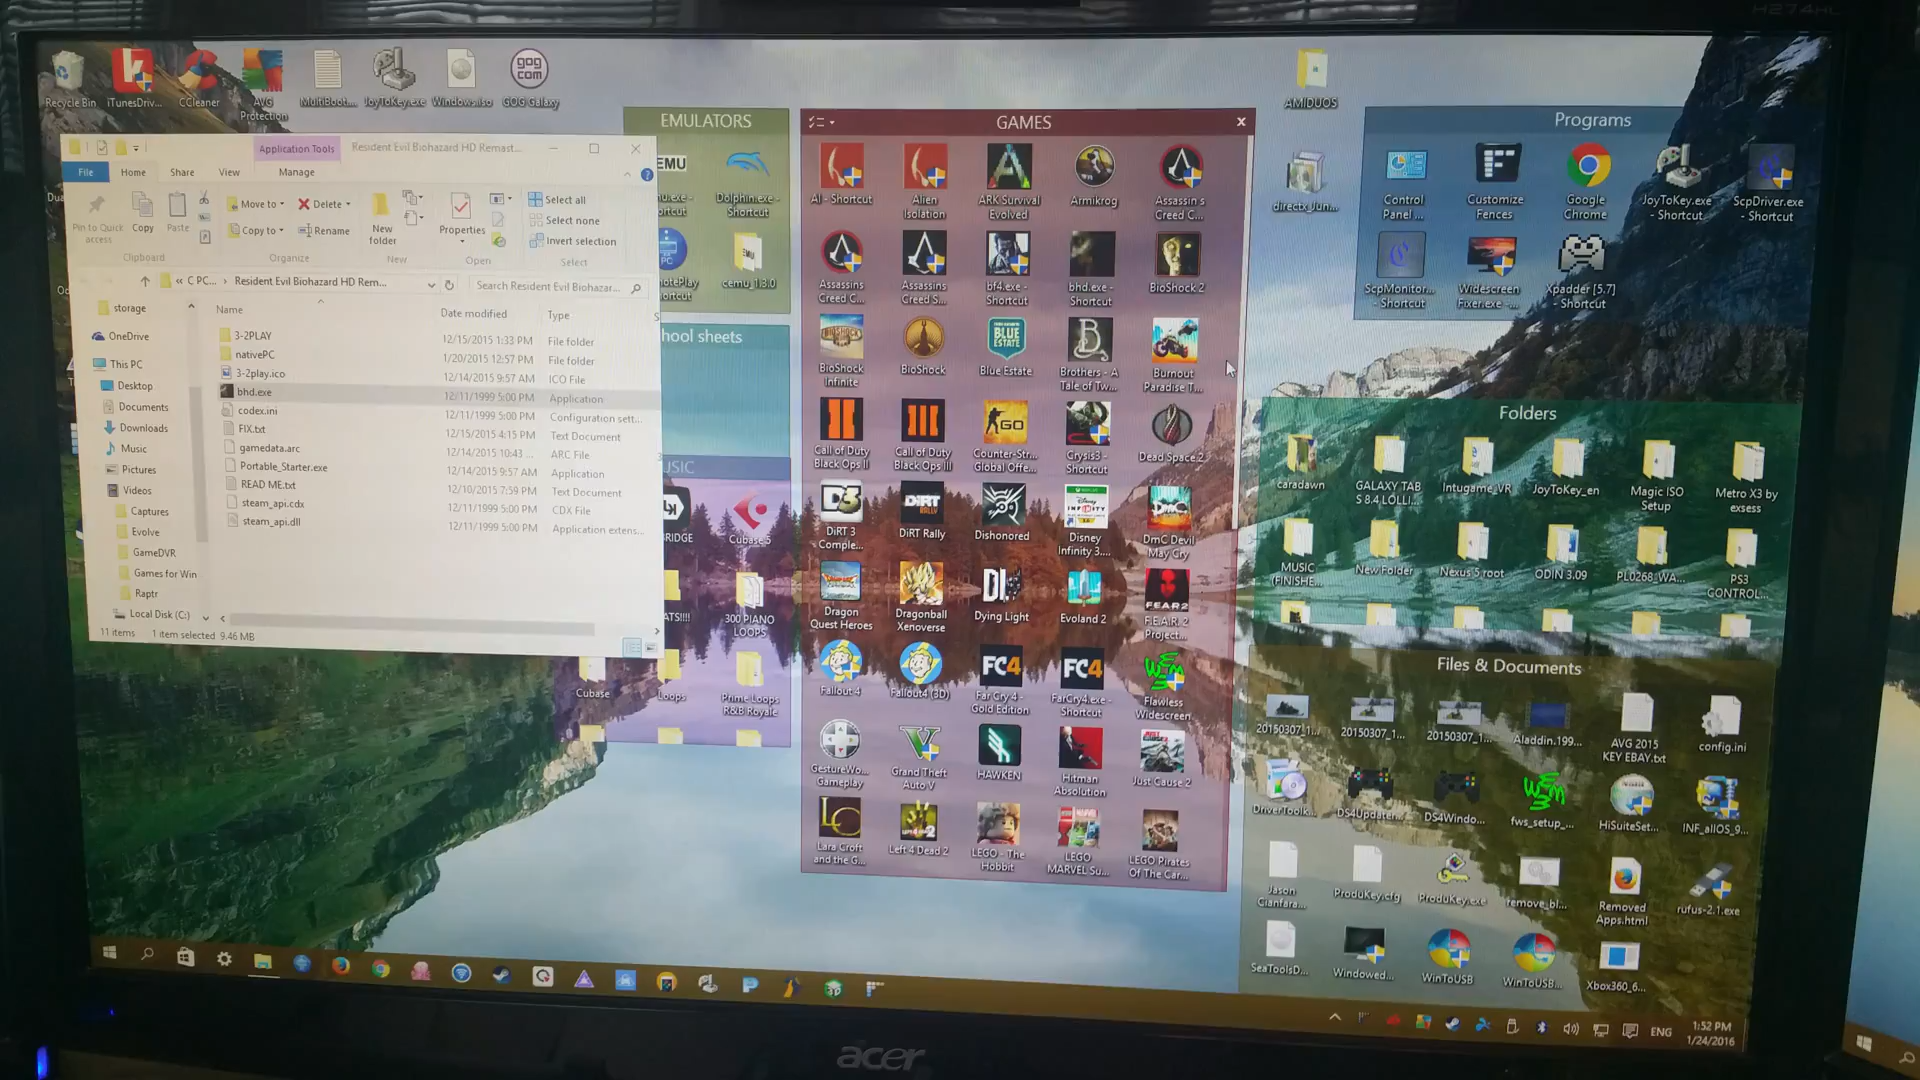 H274HL
Recycle Bin
iTunesDriv...
CCleaner
AVG
Protection
MultiBoot....
JoyToKey.exe
Windows.iso
gog
com
GOG Galaxy
AMIDUOS
Application Tools
Resident Evil Biohazard HD Remast...
File
Home
Share
View
Manage
Pin to Quick
access
Copy
Paste
Move to
Copy to
Delete
Rename
New
folder
Properties
Select all
Select none
Invert selection
Clipboard
Organize
New
Open
Select
« C PC... › Resident Evil Biohazard HD Rem...
Search Resident Evil Biohazar...
Name
Date modified
Type
3-2PLAY
12/15/2015 1:33 PM
File folder
nativePC
1/20/2015 12:57 PM
File folder
3-2play.ico
12/14/2015 9:57 AM
ICO File
bhd.exe
12/11/1999 5:00 PM
Application
codex.ini
12/11/1999 5:00 PM
Configuration sett...
FIX.txt
12/15/2015 4:15 PM
Text Document
gamedata.arc
12/14/2015 10:43 ...
ARC File
Portable_Starter.exe
12/14/2015 9:57 AM
Application
READ ME.txt
12/10/2015 7:59 PM
Text Document
steam_api.cdx
12/11/1999 5:00 PM
CDX File
steam_api.dll
12/11/1999 5:00 PM
Application extens...
storage
OneDrive
This PC
Desktop
Documents
Downloads
Music
Pictures
Videos
Captures
Evolve
GameDVR
Games for Win
Raptr
Local Disk (C:)
11 items
1 item selected 9.46 MB
EMULATORS
EMU
Dolphin.exe -
Shortcut
cemu_1.3.0
hool sheets
USIC
Cubase 5
300 PIANO
LOOPS
Cubase
Loops
Prime Loops
R&B Royale
GAMES
AI - Shortcut
Alien
Isolation
ARK Survival
Evolved
Armikrog
Assassin s
Creed C...
Assassins
Creed C...
Assassins
Creed S...
bf4.exe -
Shortcut
bhd.exe -
Shortcut
BioShock 2
BioShock
Infinite
BioShock
BLUE
ESTATE
Blue Estate
Brothers - A
Tale of Tw...
Burnout
Paradise T...
Call of Duty
Black Ops II
Call of Duty
Black Ops III
GO
Counter-Str...
Global Offe...
Crysis3 -
Shortcut
Dead Space 2
D3
DiRT 3
Comple...
DiRT RALLY
DiRT Rally
Dishonored
Disney
Infinity 3....
DmC
DmC Devil
May Cry
Dragon
Quest Heroes
Dragonball
Xenoverse
Dying Light
Evoland 2
FEAR2
F.E.A.R. 2
Project...
Fallout 4
Fallout4 (3D)
FC4
Far Cry 4 -
Gold Edition
FC4
FarCry4.exe -
Shortcut
Flawless
Widescreen
GestureWo...
Gameplay
Grand Theft
Auto V
HAWKEN
Hitman
Absolution
Just Cause 2
LC
Lara Croft
and the G...
Left 4 Dead 2
LEGO - The
Hobbit
LEGO
MARVEL Su...
LEGO Pirates
Of The Car...
directx_Jun...
Programs
Control
Panel ...
Customize
Fences
Google
Chrome
JoyToKey.exe
- Shortcut
ScpDriver.exe
- Shortcut
ScpMonitor...
- Shortcut
Widescreen
Fixer.exe -...
Xpadder [5.7]
- Shortcut
Folders
caradawn
GALAXY TAB
S 8.4 LOLLI...
Intugame_VR
JoyToKey_en
Magic ISO
Setup
Metro X3 by
exsess
MUSIC
(FINISHE...
New Folder
Nexus 5 root
ODIN 3.09
PL0268_WA...
PS3
CONTROL...
Files & Documents
20150307_1...
20150307_1...
20150307_1...
Aladdin.199...
AVG 2015
KEY EBAY.txt
config.ini
DriverToolk...
DS4Updater...
DS4Windo...
fws_setup_...
HiSuiteSet...
INF_allOS_9...
Jason
Cianfara...
ProduKey.cfg
ProduKey.exe
remove_bl...
Removed
Apps.html
rufus-2.1.exe
SeaToolsD...
Windowed...
WinToUSB
WinToUSB...
Xbox360_6...
ENG
1:52 PM
1/24/2016
acer